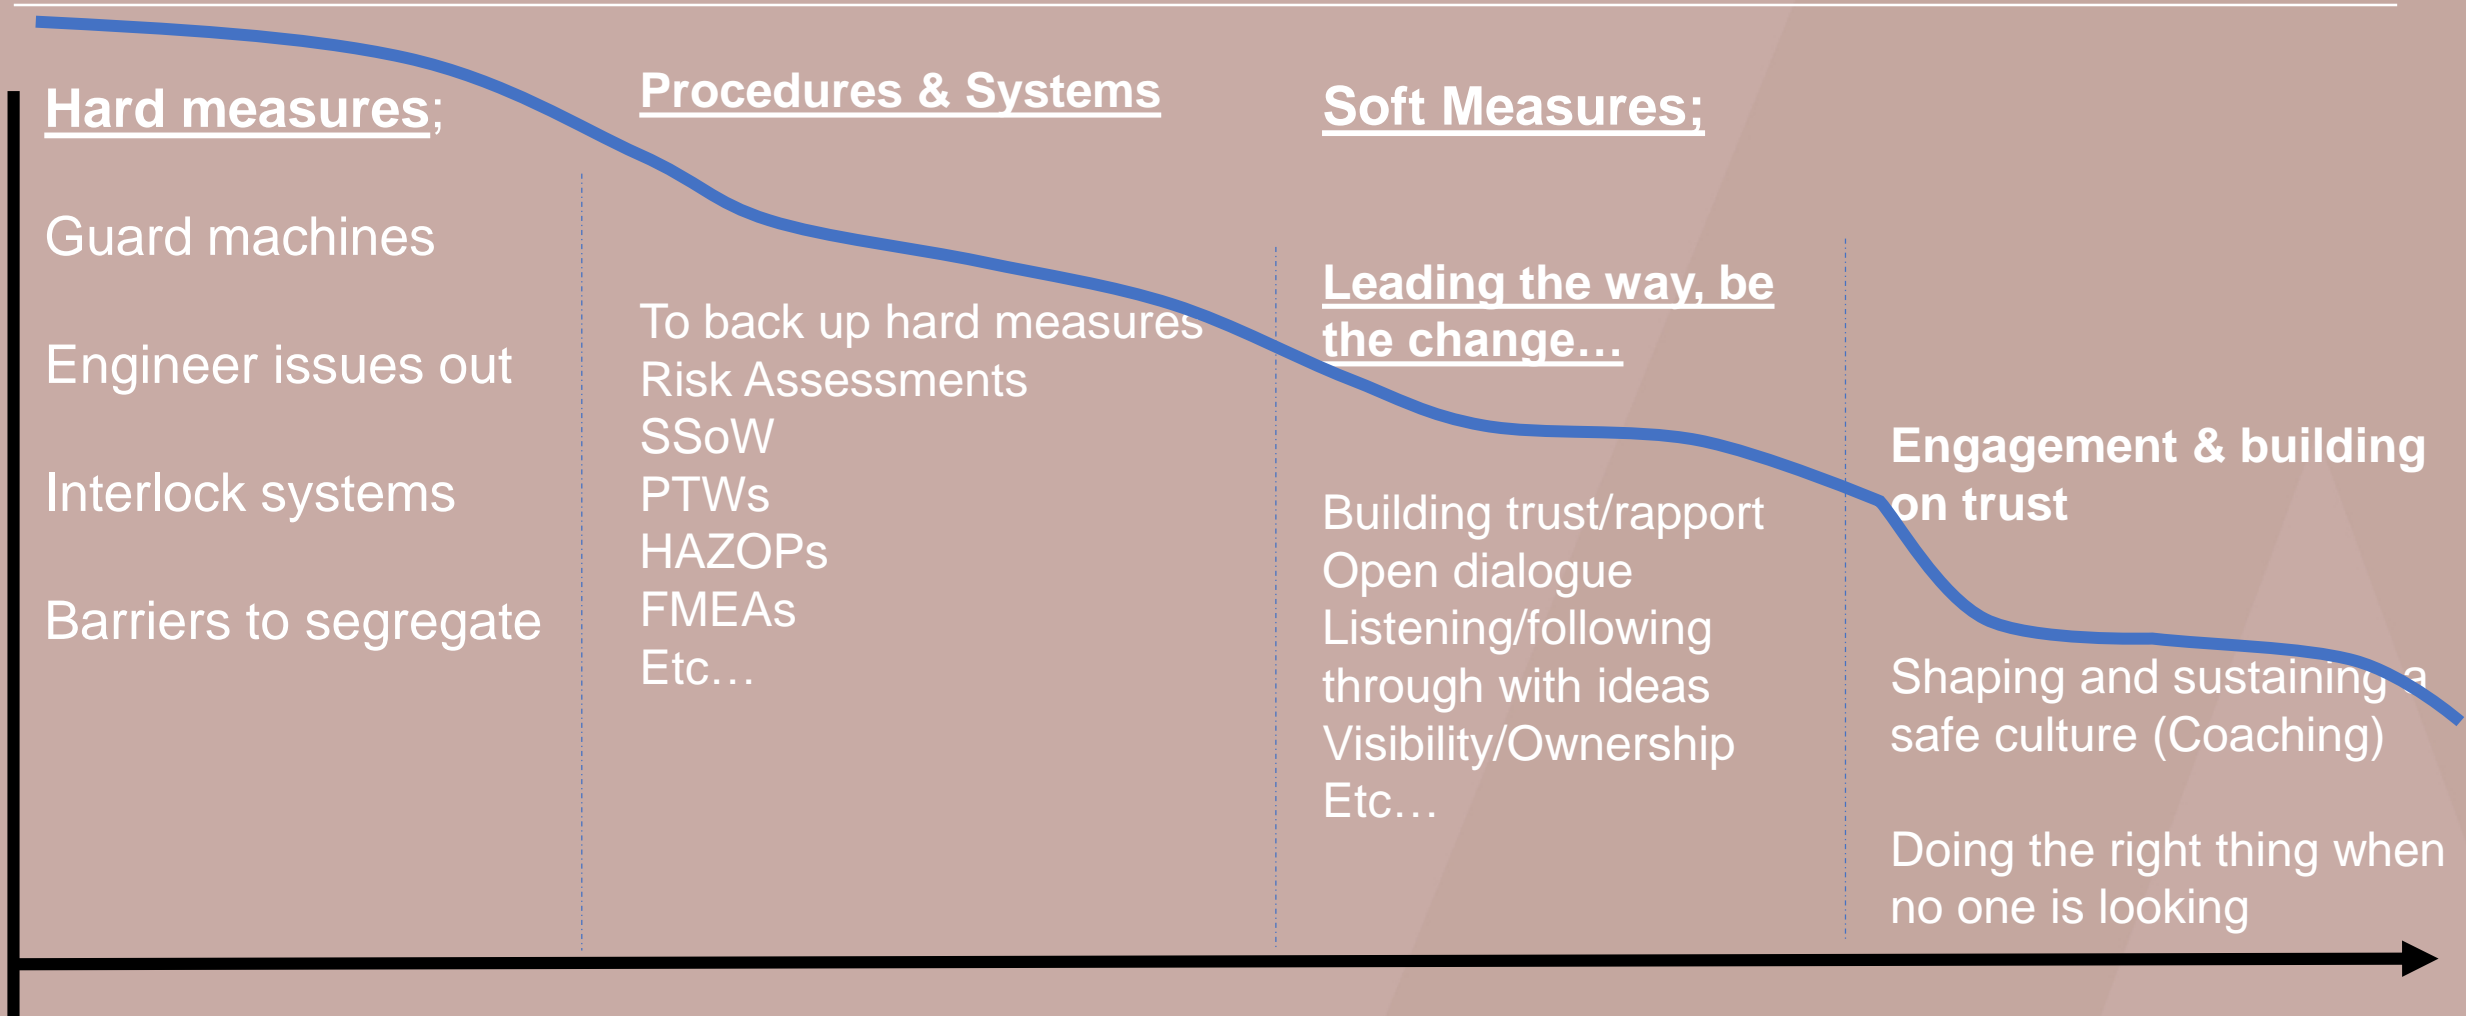 Hard measures;
Guard machines
Engineer issues out
Interlock systems
Barriers to segregate
Procedures & Systems
To back up hard measures
Risk Assessments
SSoW
PTWs
HAZOPs
FMEAs
Etc…
Soft Measures;
Leading the way, be
the change…
Building trust/rapport
Open dialogue
Listening/following
through with ideas
Visibility/Ownership
Etc…
Engagement & building
on trust
Shaping and sustaining a
safe culture (Coaching)
Doing the right thing when
no one is looking